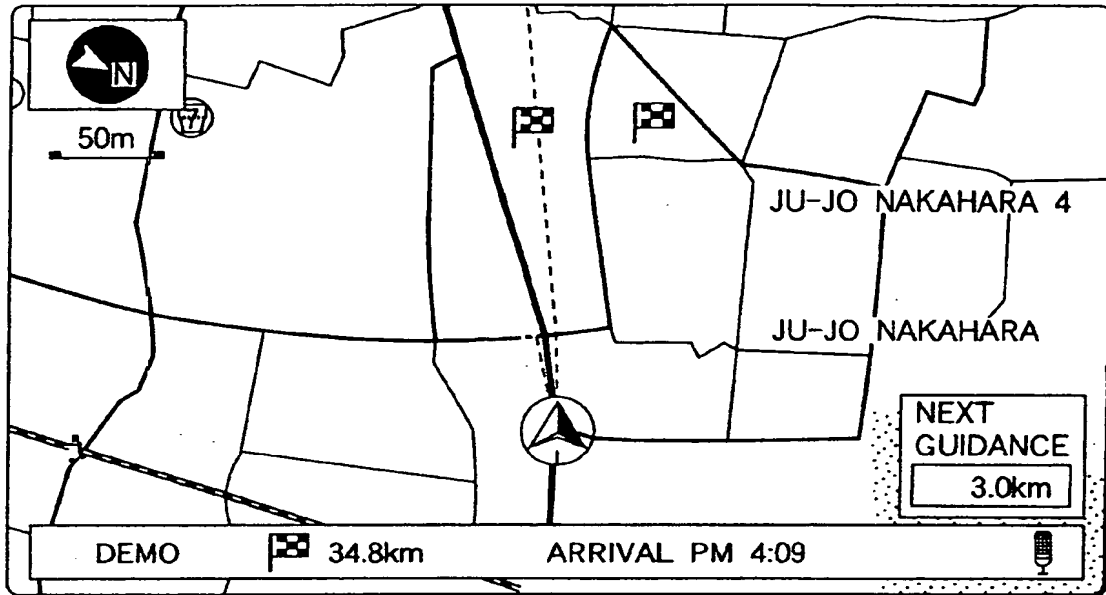 N
7
50m
JU-JO NAKAHARA 4
JU-JO NAKAHARA
NEXT
GUIDANCE
3.0km
DEMO 34.8km ARRIVAL PM 4:09